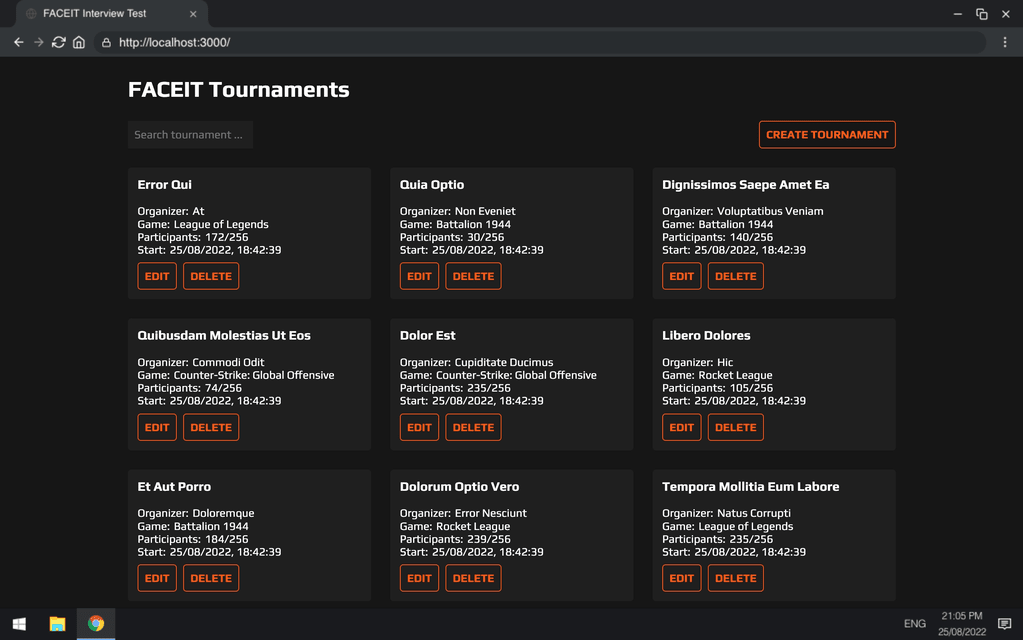 FACEIT Interview Test
http://localhost:3000/
FACEIT Tournaments
Search tournament ...
CREATE TOURNAMENT
Error Qui
Organizer: At
Game: League of Legends
Participants: 172/256
Start: 25/08/2022, 18:42:39
EDIT DELETE
Quia Optio
Organizer: Non Eveniet
Game: Battalion 1944
Participants: 30/256
Start: 25/08/2022, 18:42:39
EDIT DELETE
Dignissimos Saepe Amet Ea
Organizer: Voluptatibus Veniam
Game: Battalion 1944
Participants: 140/256
Start: 25/08/2022, 18:42:39
EDIT DELETE
Quibusdam Molestias Ut Eos
Organizer: Commodi Odit
Game: Counter-Strike: Global Offensive
Participants: 74/256
Start: 25/08/2022, 18:42:39
EDIT DELETE
Dolor Est
Organizer: Cupiditate Ducimus
Game: Counter-Strike: Global Offensive
Participants: 235/256
Start: 25/08/2022, 18:42:39
EDIT DELETE
Libero Dolores
Organizer: Hic
Game: Rocket League
Participants: 105/256
Start: 25/08/2022, 18:42:39
EDIT DELETE
Et Aut Porro
Organizer: Doloremque
Game: Battalion 1944
Participants: 184/256
Start: 25/08/2022, 18:42:39
EDIT DELETE
Dolorum Optio Vero
Organizer: Error Nesciunt
Game: Rocket League
Participants: 239/256
Start: 25/08/2022, 18:42:39
EDIT DELETE
Tempora Mollitia Eum Labore
Organizer: Natus Corrupti
Game: League of Legends
Participants: 235/256
Start: 25/08/2022, 18:42:39
EDIT DELETE
ENG
21:05 PM
25/08/2022